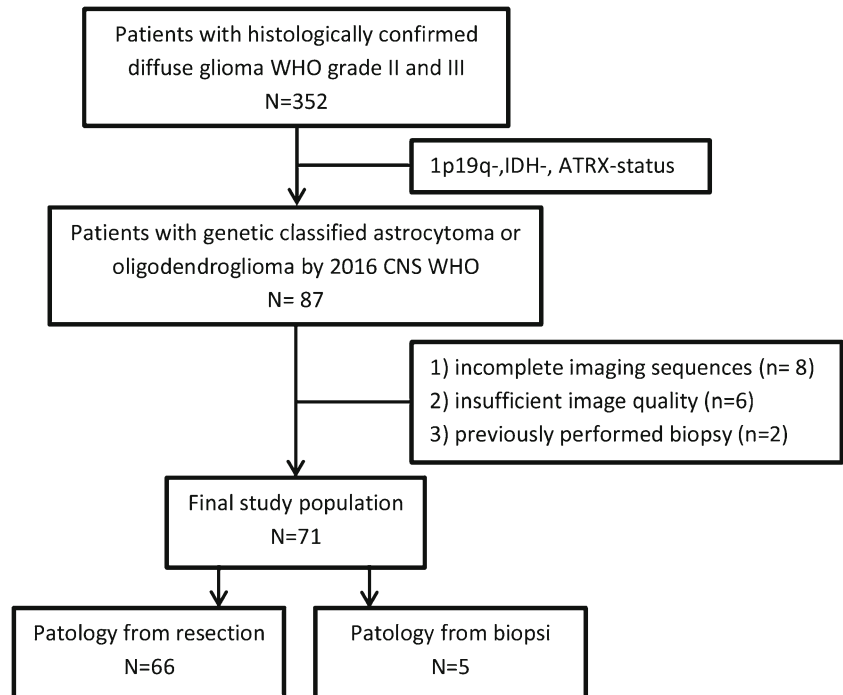 Patients with histologically confirmed
diffuse glioma WHO grade II and III
N=352
1p19q-,IDH-, ATRX-status
Patients with genetic classified astrocytoma or
oligodendroglioma by 2016 CNS WHO
N= 87
1) incomplete imaging sequences (n= 8)
2) insufficient image quality (n=6)
3) previously performed biopsy (n=2)
Final study population
N=71
Patology from resection
N=66
Patology from biopsi
N=5